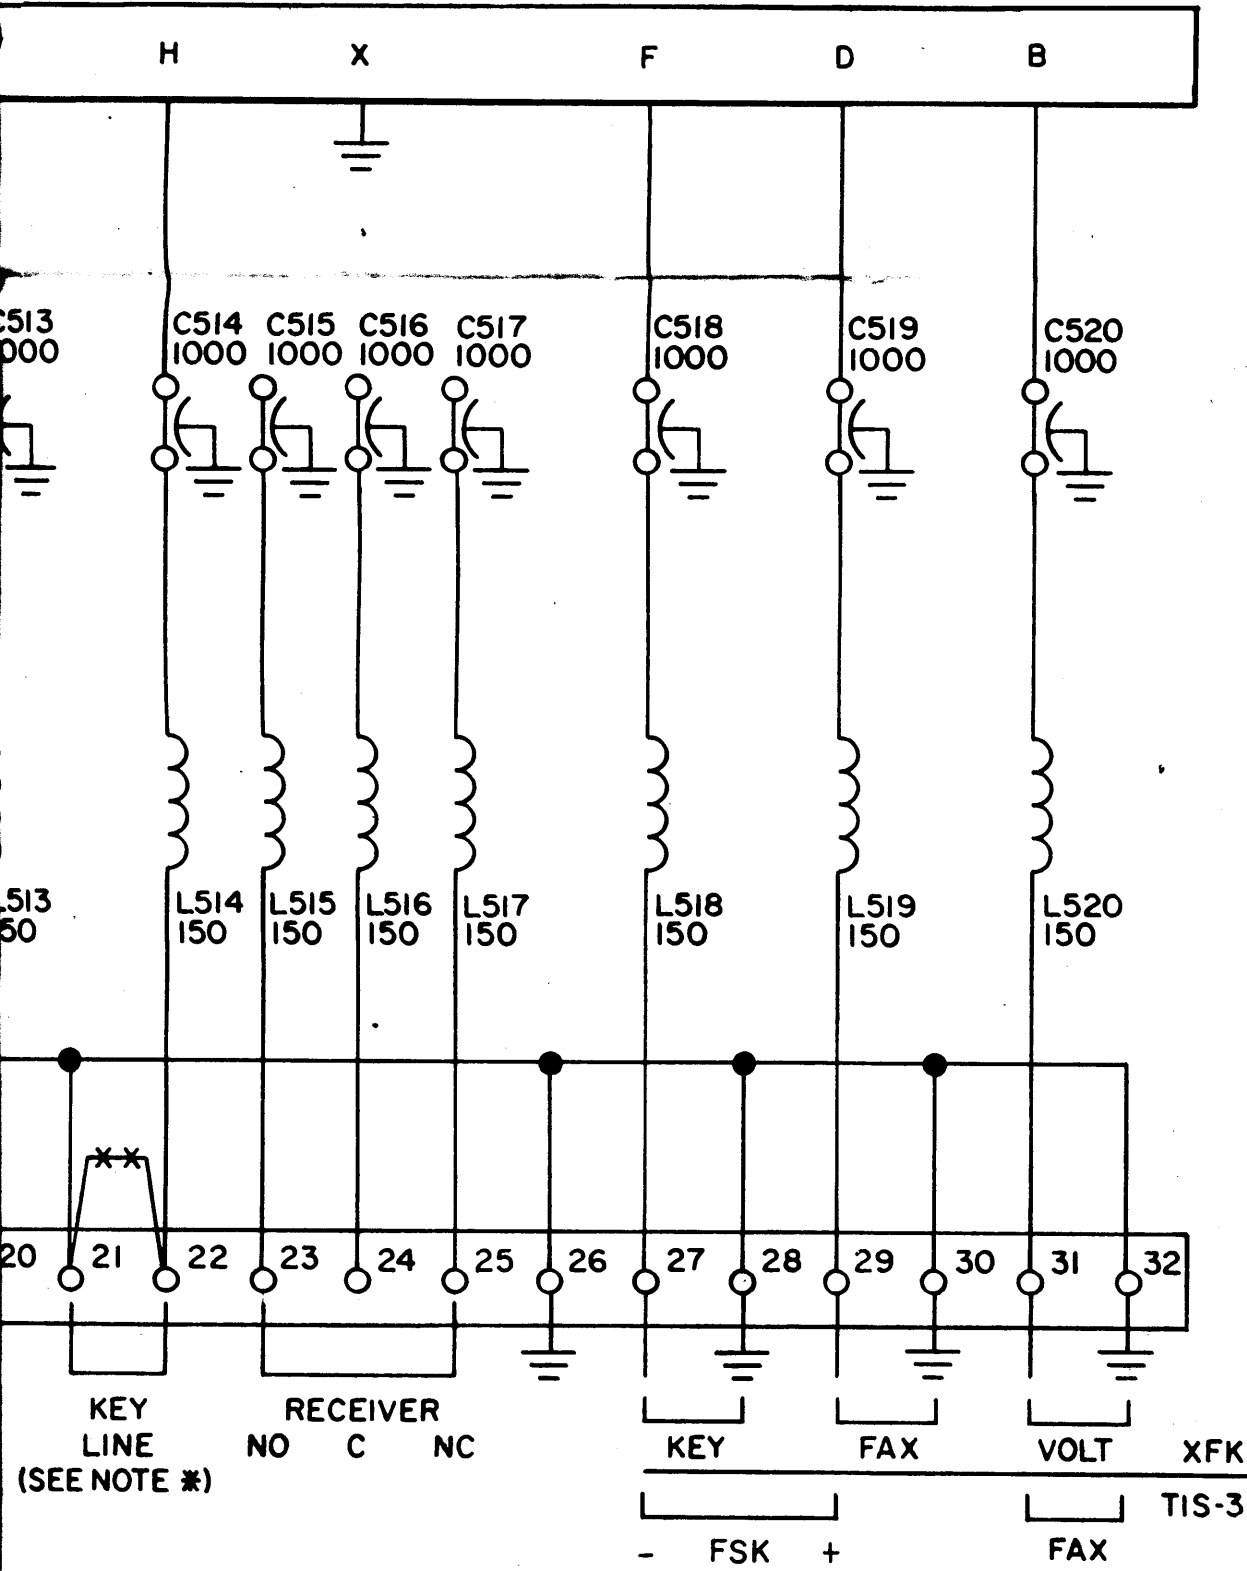 H X F D B
C513 C514 C515 C516 C517 C518 C519 C520
000 1000 1000 1000 1000 1000 1000 1000
L513 L514 L515 L516 L517 L518 L519 L520
50 150 150 150 150 150 150 150
20 21 22 23 24 25 26 27 28 29 30 31 32
KEY RECEIVER
LINE NO C NC KEY FAX VOLT XFK
(SEE NOTE *)
TIS-3
- FSK + FAX